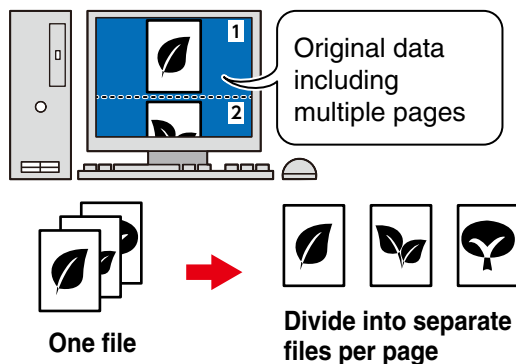 1
Original data
including
multiple pages
2
One file
Divide into separate
files per page